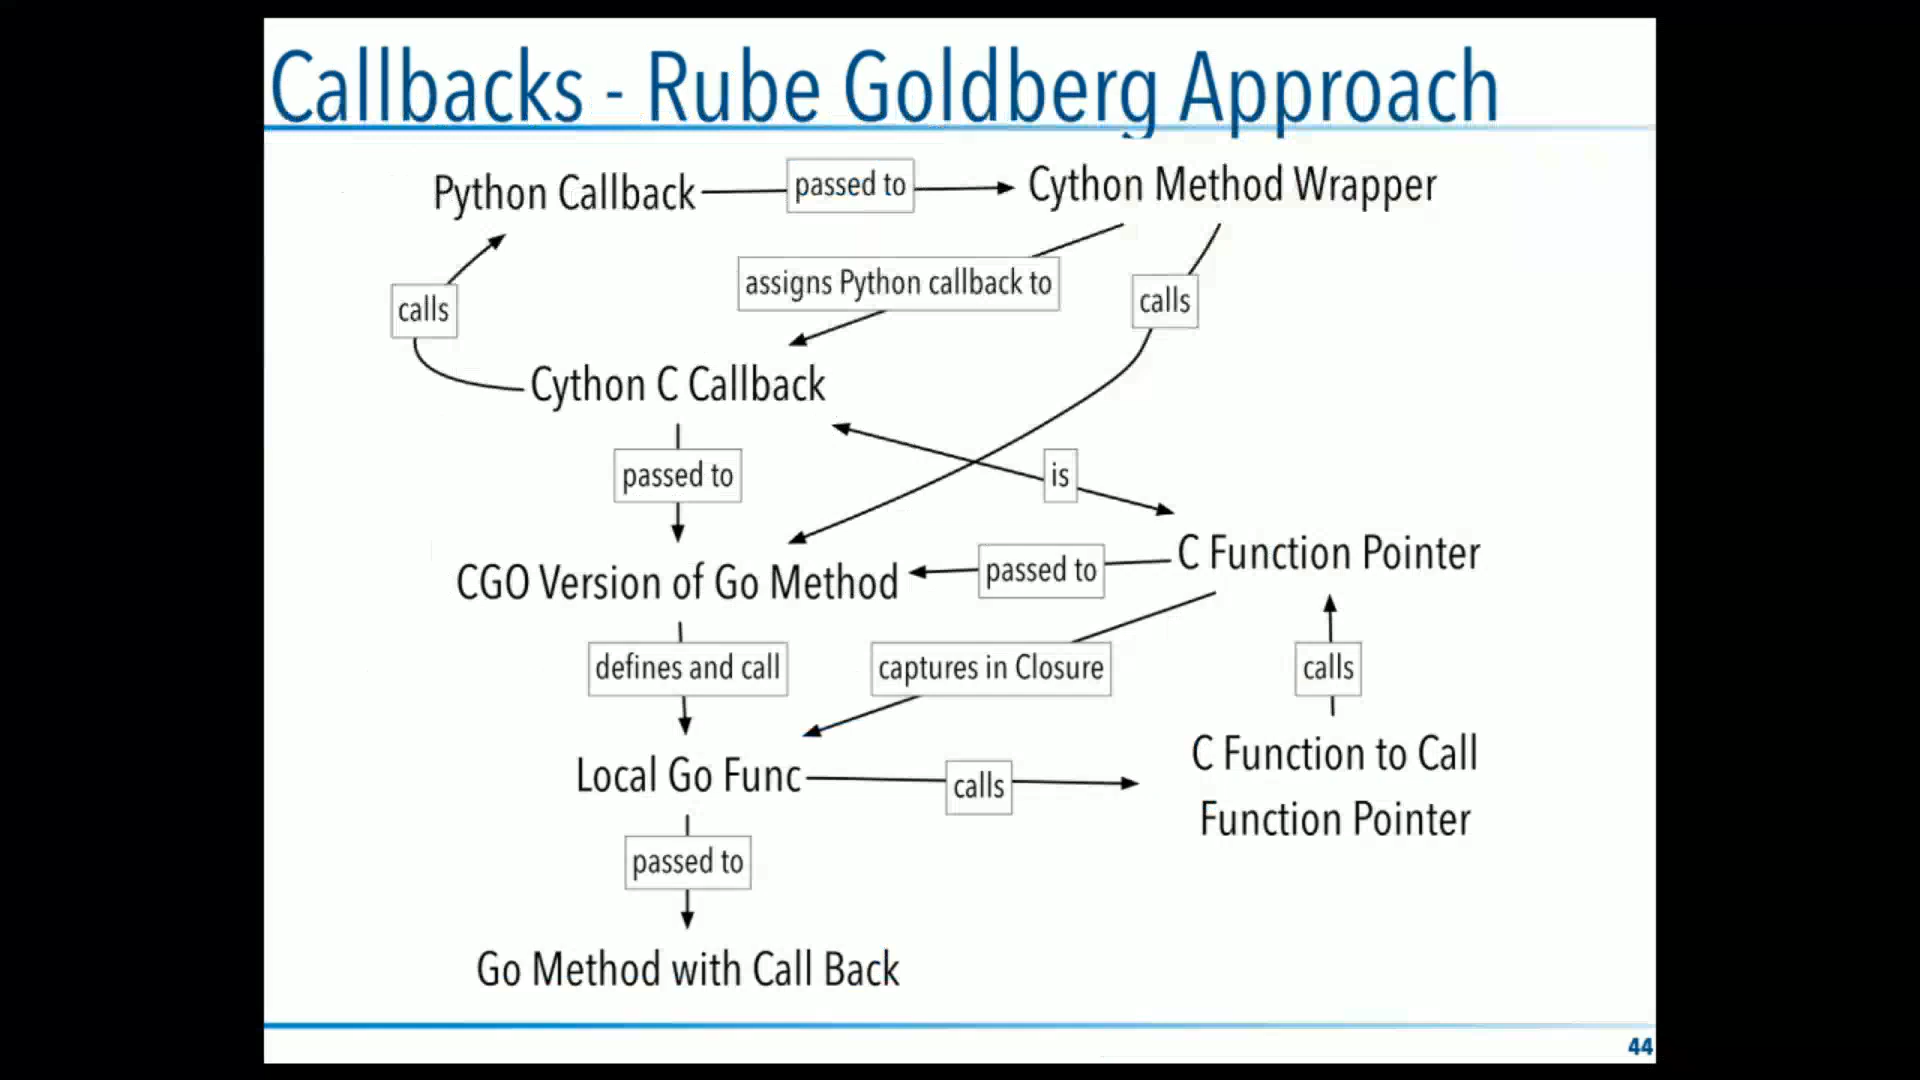 Callbacks - Rube Goldberg Approach
Python Callback
passed to
Cython Method Wrapper
assigns Python callback to
calls
calls
Cython C Callback
passed to
is
C Function Pointer
passed to
CGO Version of Go Method
defines and call
captures in Closure
calls
Local Go Func
calls
C Function to Call
Function Pointer
passed to
Go Method with Call Back
44